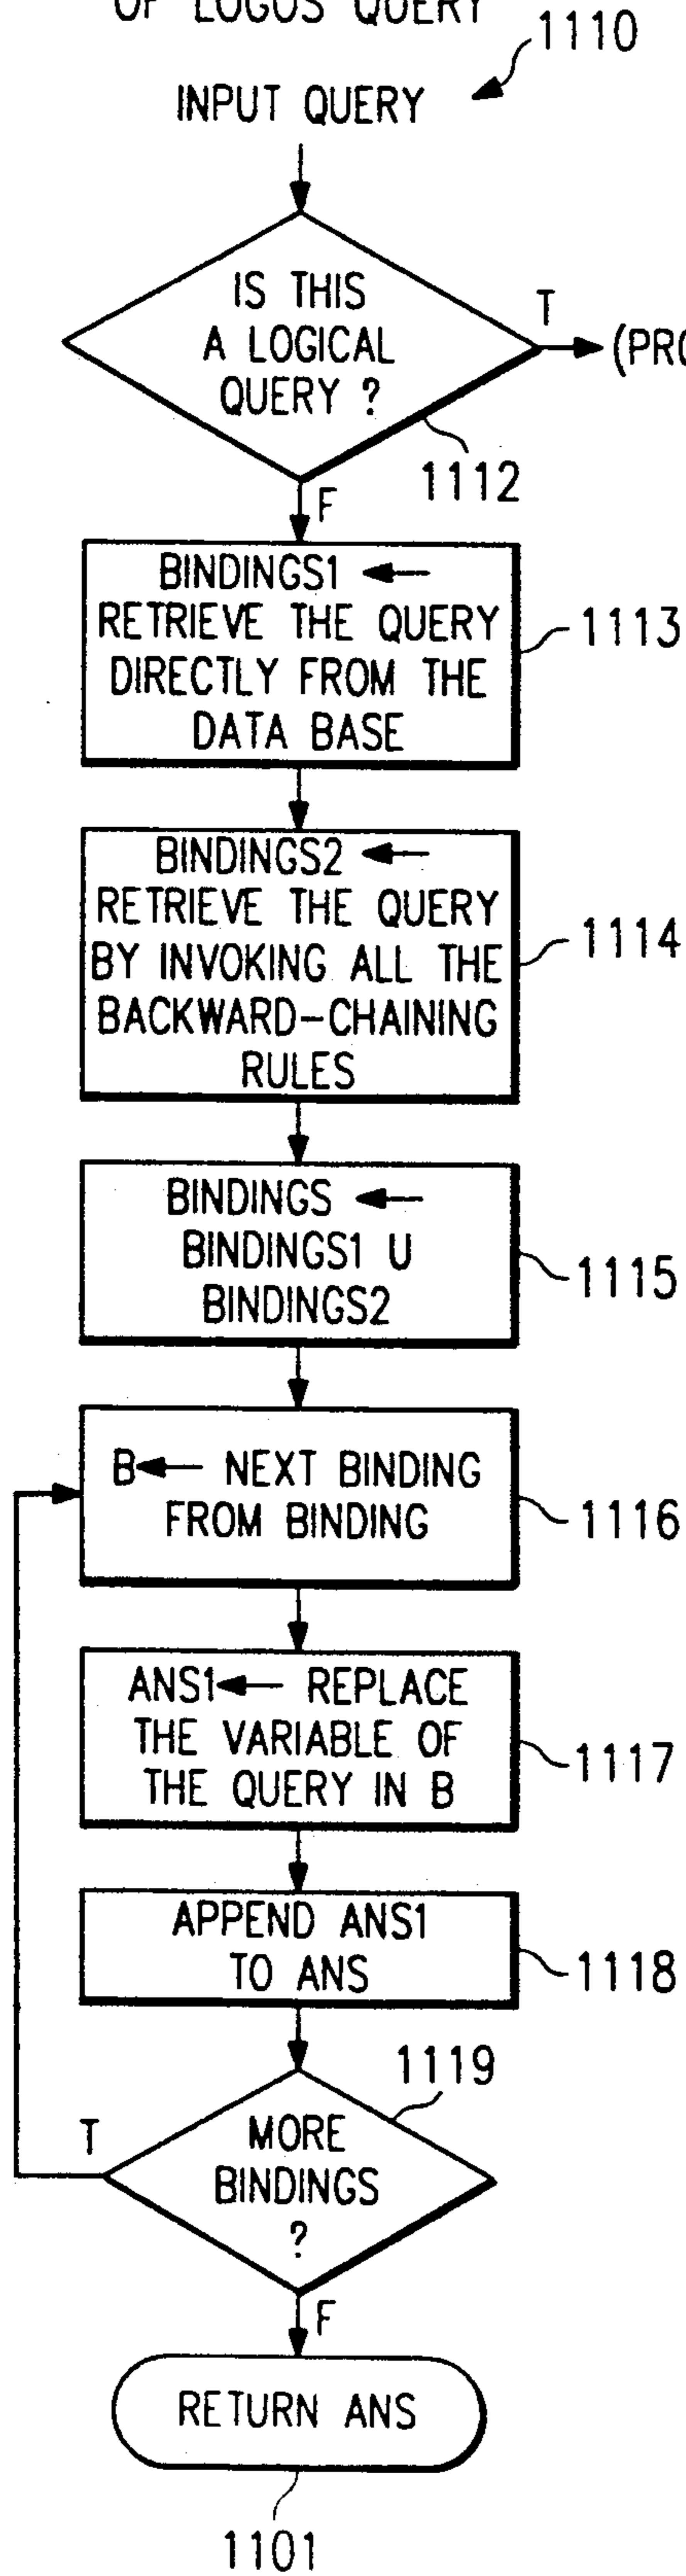 OF LOGOS QUERY
1110
INPUT QUERY
IS THIS
A LOGICAL
QUERY ?
T
(PRO
1112
F
BINDINGS1 ←
RETRIEVE THE QUERY
DIRECTLY FROM THE
DATA BASE
1113
BINDINGS2 ←
RETRIEVE THE QUERY
BY INVOKING ALL THE
BACKWARD-CHAINING
RULES
1114
BINDINGS ←
BINDINGS1 U
BINDINGS2
1115
B← NEXT BINDING
FROM BINDING
1116
ANS1← REPLACE
THE VARIABLE OF
THE QUERY IN B
1117
APPEND ANS1
TO ANS
1118
1119
MORE
BINDINGS
?
T
F
RETURN ANS
1101